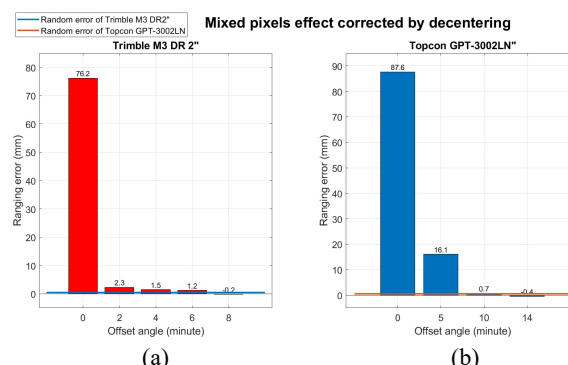 Random error of Trimble M3 DR2"
Random error of Topcon GPT-3002LN
Mixed pixels effect corrected by decentering
Trimble M3 DR 2"
80
70
60
50
40
30
20
10
0
Ranging error (mm)
76.2
2.3
1.5
1.2
-0.2
0 2 4 6 8
Offset angle (minute)
(a)
Topcon GPT-3002LN"
90
80
70
60
50
40
30
20
10
0
Ranging error (mm)
87.6
16.1
0.7
-0.4
0 5 10 14
Offset angle (minute)
(b)